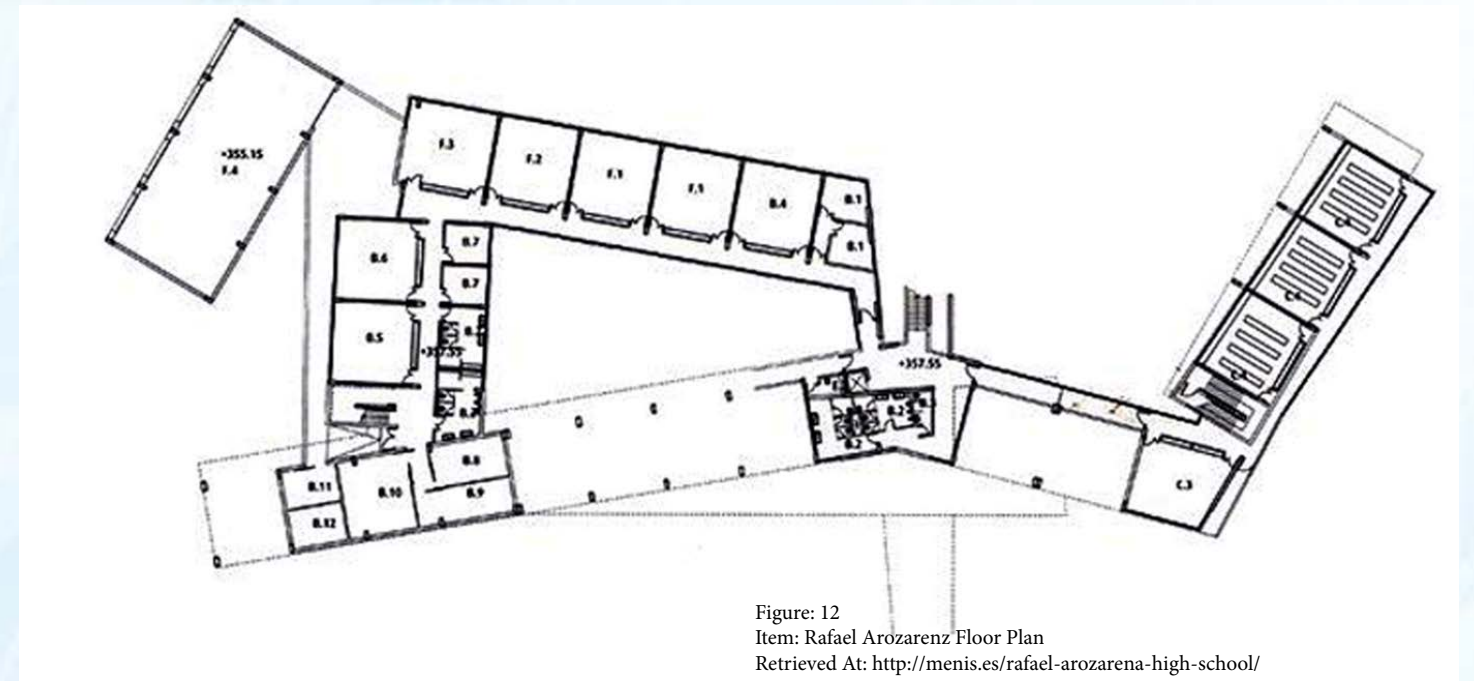 +355.15
F.4
F.3
F.2
F.1
F.1
B.4
B.1
B.1
B.7
B.7
B.6
B.5
+357.55
+357.55
B.2
B.2
B.8
B.9
B.10
B.11
B.12
C.3
Figure: 12
Item: Rafael Arozarenz Floor Plan
Retrieved At: http://menis.es/rafael-arozarena-high-school/